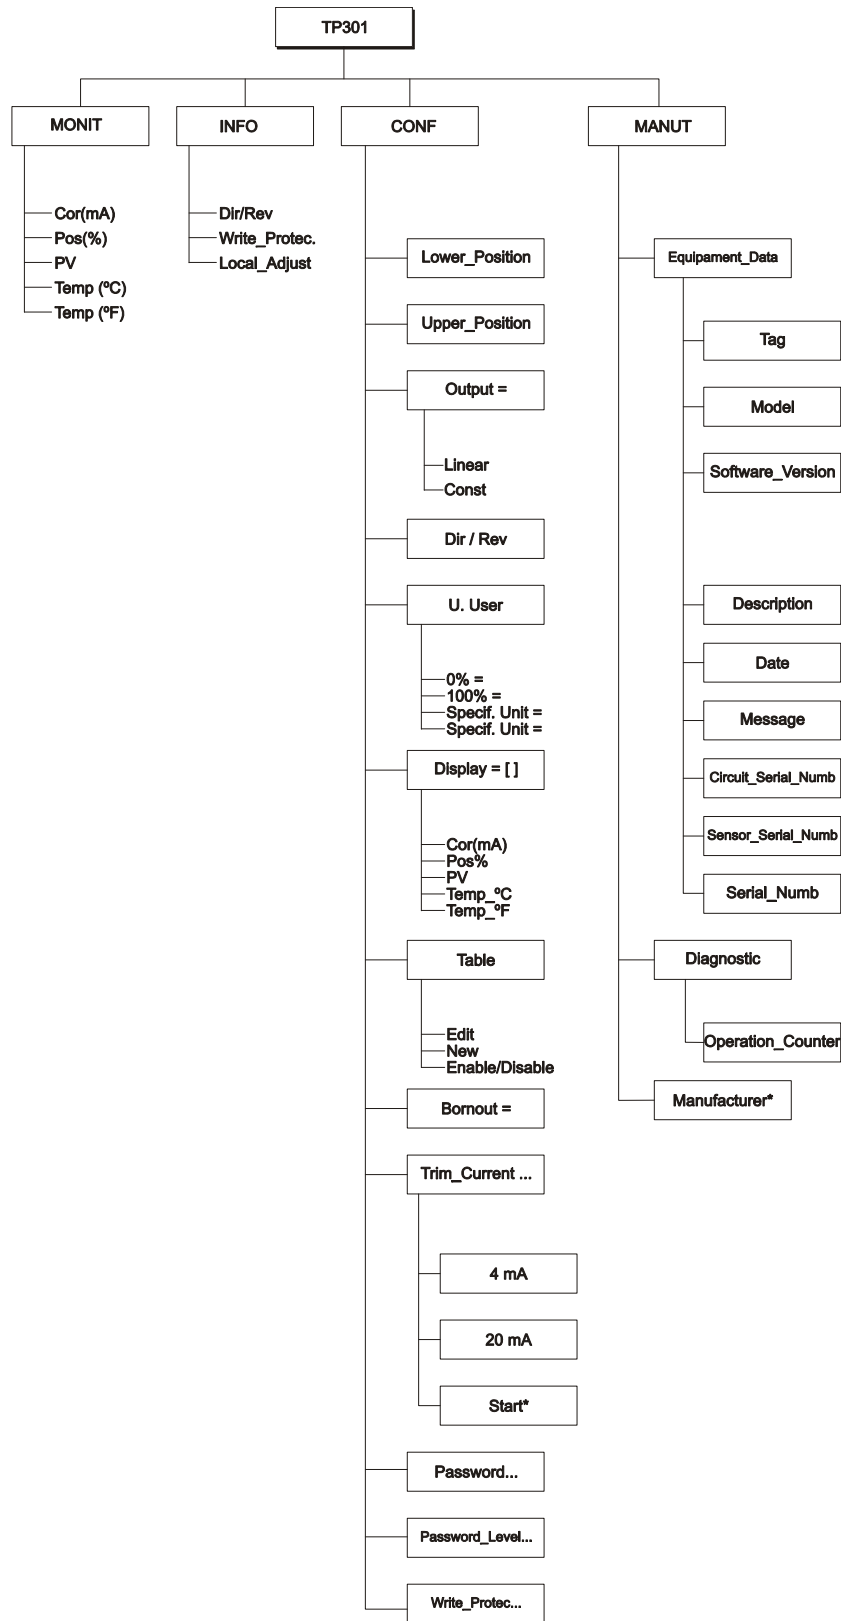 TP301
MONIT
Cor(mA)
Pos(%)
PV
Temp (ºC)
Temp (ºF)
INFO
Dir/Rev
Write_Protec.
Local_Adjust
CONF
Lower_Position
Upper_Position
Output =
Linear
Const
Dir / Rev
U. User
0% =
100% =
Specif. Unit =
Specif. Unit =
Display = [ ]
Cor(mA)
Pos%
PV
Temp_ºC
Temp_ºF
Table
Edit
New
Enable/Disable
Bornout =
Trim_Current ...
4 mA
20 mA
Start*
Password...
Password_Level...
Write_Protec...
MANUT
Equipament_Data
Tag
Model
Software_Version
Description
Date
Message
Circuit_Serial_Numb
Sensor_Serial_Numb
Serial_Numb
Diagnostic
Operation_Counter
Manufacturer*